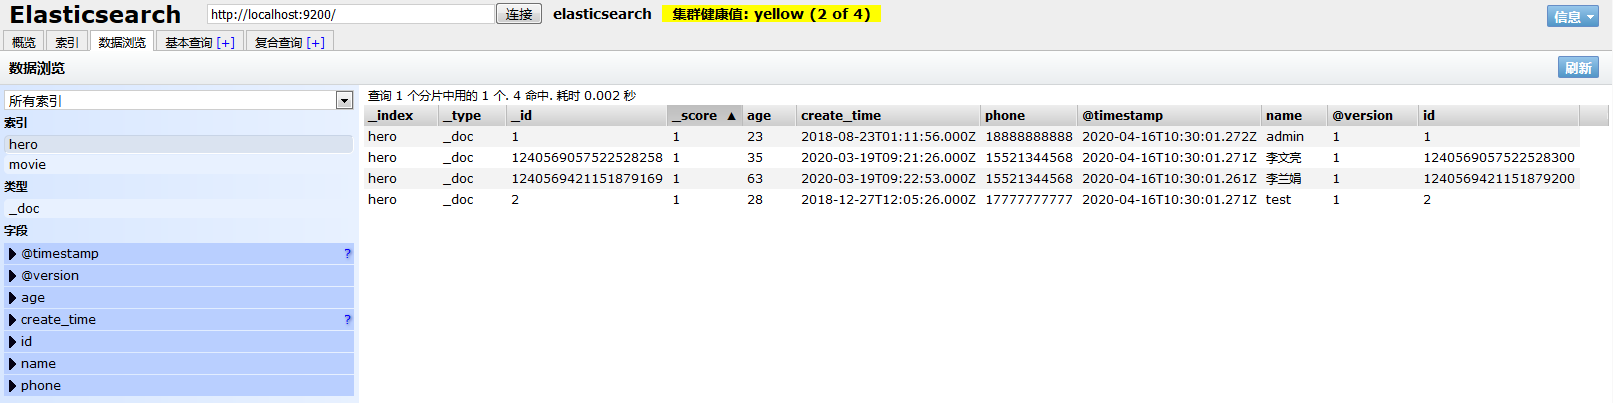 Elasticsearch http://localhost:9200/ 连接 elasticsearch 集群健康值: yellow (2 of 4) 信息
概览 索引 数据浏览 基本查询 [+] 复合查询 [+]
数据浏览 刷新
所有索引
索引
hero
movie
类型
_doc
字段
@timestamp ?
@version
age
create_time ?
id
name
phone
查询 1 个分片中用的 1 个. 4 命中. 耗时 0.002 秒
_index _type _id _score ▲ age create_time phone @timestamp name @version id
hero _doc 1 1 23 2018-08-23T01:11:56.000Z 18888888888 2020-04-16T10:30:01.272Z admin 1 1
hero _doc 1240569057522528258 1 35 2020-03-19T09:21:26.000Z 15521344568 2020-04-16T10:30:01.271Z 李文亮 1 1240569057522528300
hero _doc 1240569421151879169 1 63 2020-03-19T09:22:53.000Z 15521344568 2020-04-16T10:30:01.261Z 李兰娟 1 1240569421151879200
hero _doc 2 1 28 2018-12-27T12:05:26.000Z 17777777777 2020-04-16T10:30:01.271Z test 1 2